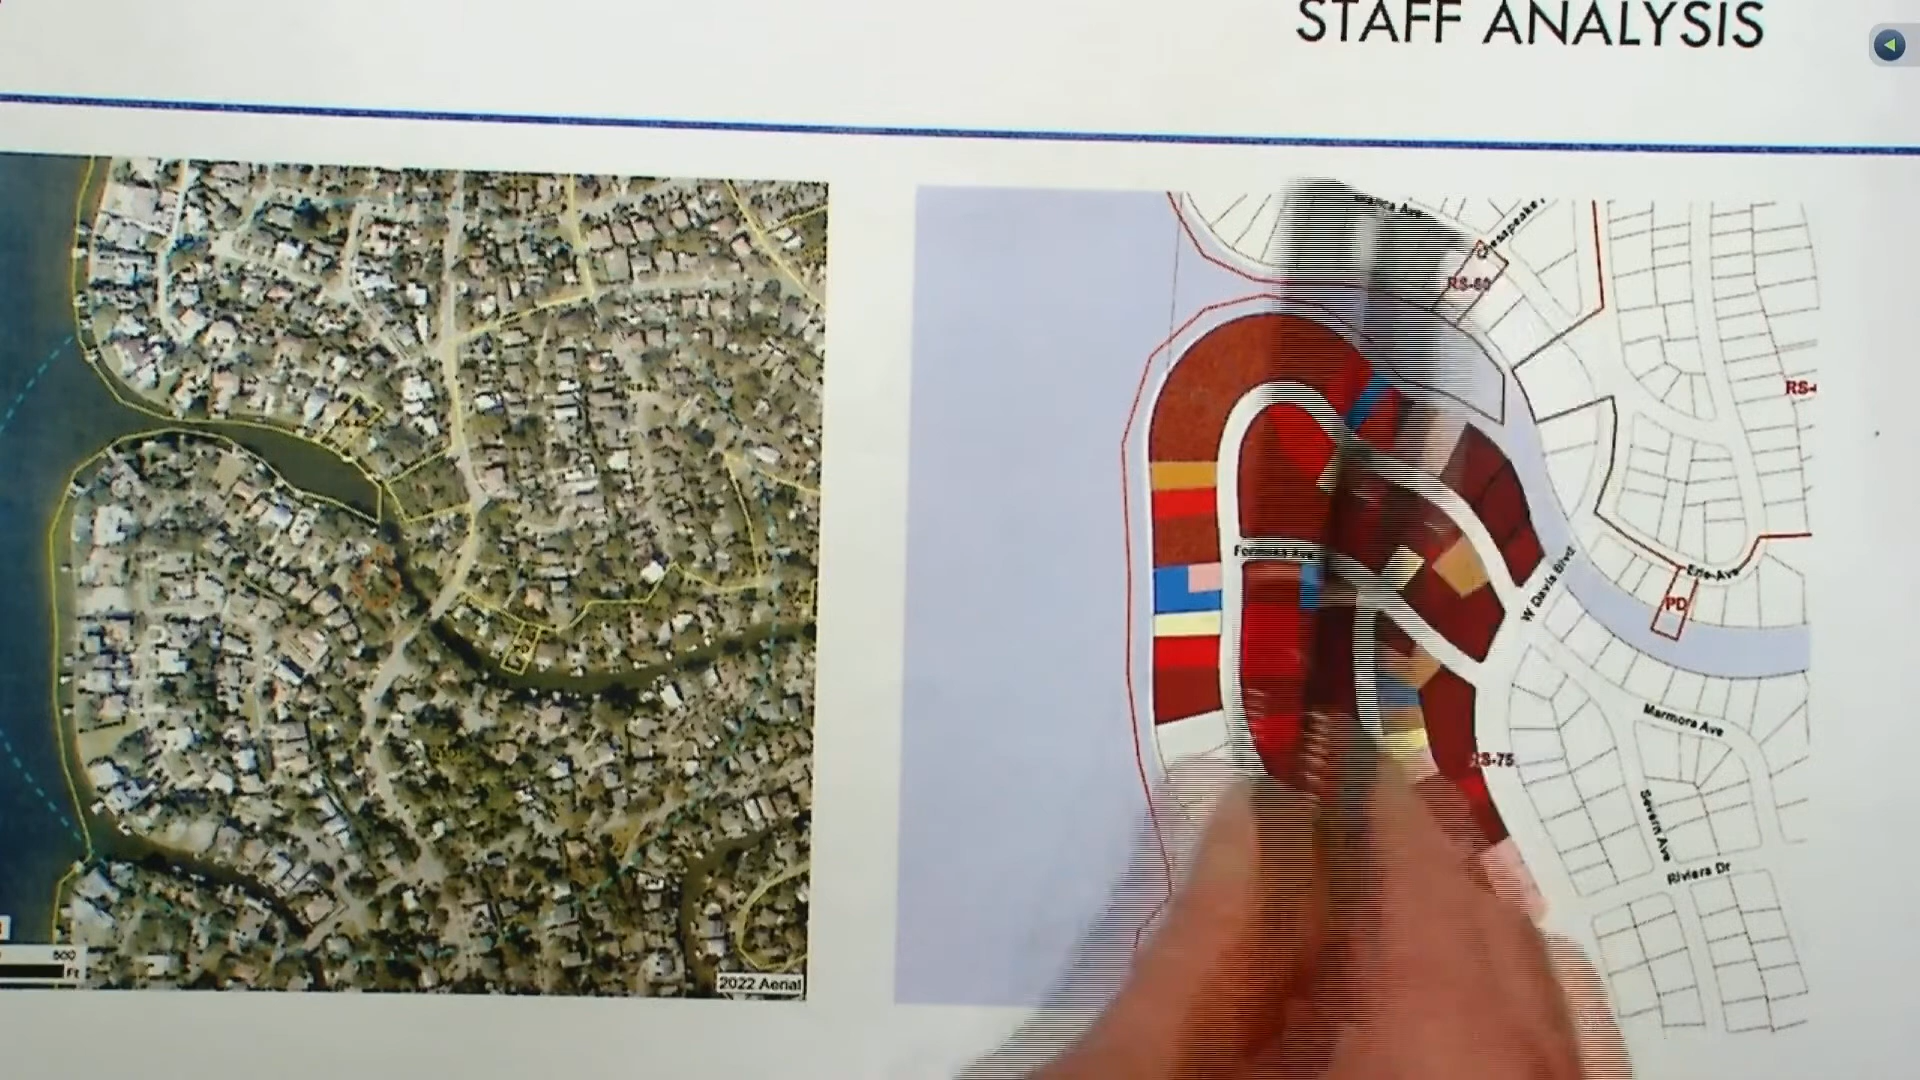 STAFF ANALYSIS
Chesapeake
RS-60
RS-
Formosa Ave
W Davis Blvd
Erie Ave
PD
Marmora Ave
RS-75
Severn Ave
Riviera Dr
500
Ft
2022 Aerial